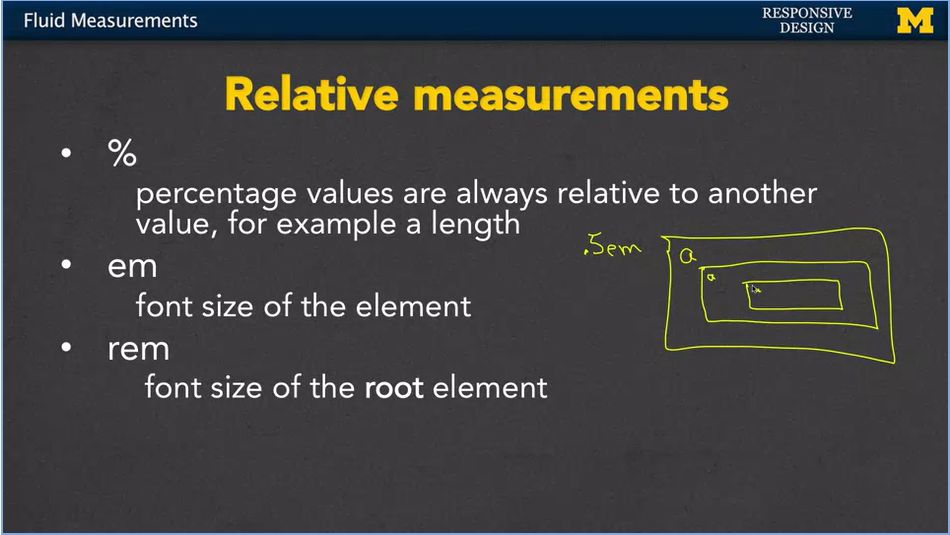 Fluid Measurements
RESPONSIVE
DESIGN
M
Relative measurements
• %
percentage values are always relative to another
value, for example a length
.5em
a
a
• em
font size of the element
• rem
font size of the root element